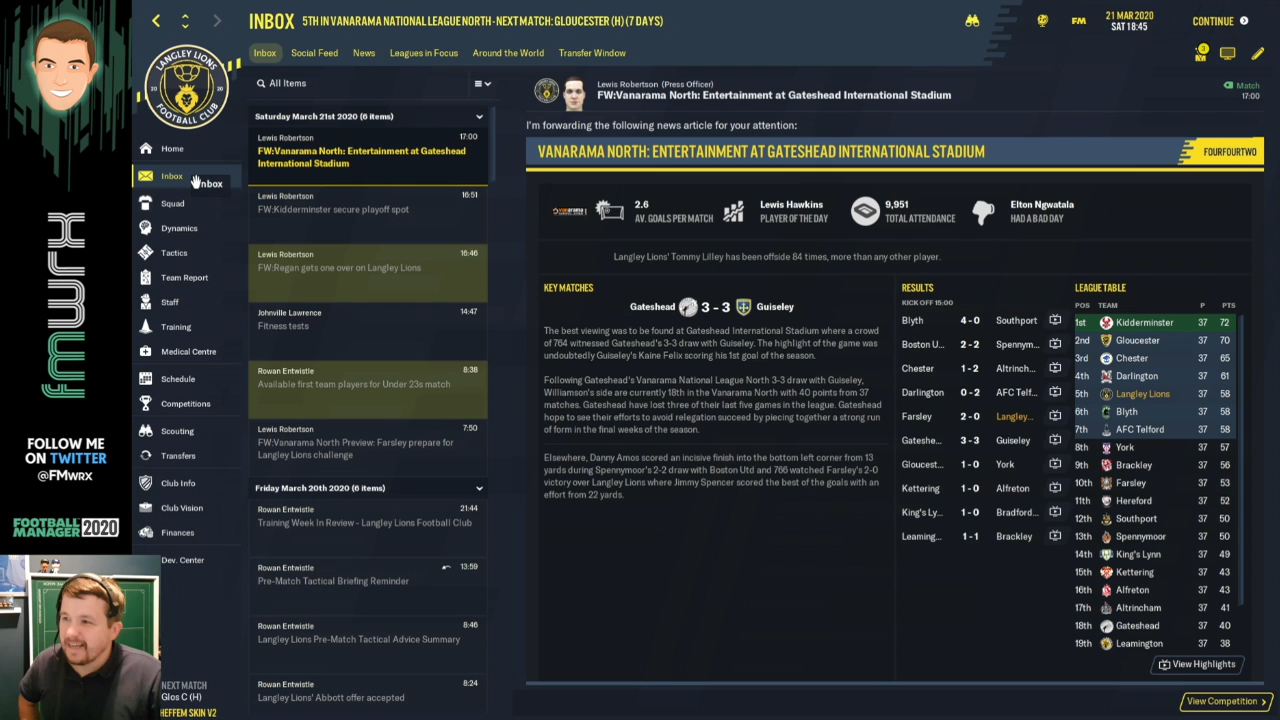 INBOX
5TH IN VANARAMA NATIONAL LEAGUE NORTH - NEXT MATCH: GLOUCESTER (H) (7 DAYS)
FM
21 MAR 2020
SAT 18:45
CONTINUE
Inbox
Social Feed
News
Leagues in Focus
Around the World
Transfer Window
3
LANGLEY LIONS
20 20
FOOTBALL CLUB
Home
Inbox
Inbox
Squad
Dynamics
Tactics
Team Report
Staff
Training
Medical Centre
Schedule
Competitions
Scouting
Transfers
Club Info
Club Vision
Finances
Dev. Center
NEXT MATCH
Glos C (H)
HEFFEM SKIN V2
FMWRX
FOLLOW ME
ON TWITTER
@FMWRX
FOOTBALL
MANAGER 2020
All Items
Saturday March 21st 2020 (6 items)
Lewis Robertson 17:00
FW:Vanarama North: Entertainment at Gateshead
International Stadium
Lewis Robertson 16:51
FW:Kidderminster secure playoff spot
Lewis Robertson 16:46
FW:Regan gets one over on Langley Lions
Johnville Lawrence 14:47
Fitness tests
Rowan Entwistle 8:38
Available first team players for Under 23s match
Lewis Robertson 7:50
FW:Vanarama North Preview: Farsley prepare for
Langley Lions challenge
Friday March 20th 2020 (6 items)
Rowan Entwistle 21:44
Training Week In Review - Langley Lions Football Club
Rowan Entwistle 13:59
Pre-Match Tactical Briefing Reminder
Rowan Entwistle 8:46
Langley Lions Pre-Match Tactical Advice Summary
Rowan Entwistle 8:24
Langley Lions' Abbott offer accepted
Lewis Robertson (Press Officer)
FW:Vanarama North: Entertainment at Gateshead International Stadium
Match
17:00
I'm forwarding the following news article for your attention:
VANARAMA NORTH: ENTERTAINMENT AT GATESHEAD INTERNATIONAL STADIUM
FOURFOURTWO
2.6
AV. GOALS PER MATCH
Lewis Hawkins
PLAYER OF THE DAY
9,951
TOTAL ATTENDANCE
Elton Ngwatala
HAD A BAD DAY
Langley Lions' Tommy Lilley has been offside 84 times, more than any other player.
KEY MATCHES
Gateshead 3 - 3 Guiseley
The best viewing was to be found at Gateshead International Stadium where a crowd
of 764 witnessed Gateshead's 3-3 draw with Guiseley. The highlight of the game was
undoubtedly Guiseley's Kaine Felix scoring his 1st goal of the season.
Following Gateshead's Vanarama National League North 3-3 draw with Guiseley,
Williamson's side are currently 18th in the Vanarama North with 40 points from 37
matches. Gateshead have lost three of their last five games in the league. Gateshead
hope to see their efforts to avoid relegation succeed by piecing together a strong run
of form in the final weeks of the season.
Elsewhere, Danny Amos scored an incisive finish into the bottom left corner from 13
yards during Spennymoor's 2-2 draw with Boston Utd and 766 watched Farsley's 2-0
victory over Langley Lions where Jimmy Spencer scored the best of the goals with an
effort from 22 yards.
RESULTS
KICK OFF 15:00
Blyth 4-0 Southport
Boston U... 2-2 Spennym...
Chester 1-2 Altrinch...
Darlington 0-2 AFC Telf...
Farsley 2-0 Langley...
Gateshe... 3-3 Guiseley
Gloucest... 1-0 York
Kettering 1-0 Alfreton
King's Ly... 1-0 Bradford...
Leaming... 1-1 Brackley
LEAGUE TABLE
POS TEAM P PTS
1st Kidderminster 37 72
2nd Gloucester 37 70
3rd Chester 37 65
4th Darlington 37 61
5th Langley Lions 37 58
6th Blyth 37 58
7th AFC Telford 37 58
8th York 37 57
9th Brackley 37 56
10th Farsley 37 53
11th Hereford 37 52
12th Southport 37 50
13th Spennymoor 37 50
14th King's Lynn 37 49
15th Kettering 37 43
16th Alfreton 37 43
17th Altrincham 37 41
18th Gateshead 37 40
19th Leamington 37 38
View Highlights
View Competition